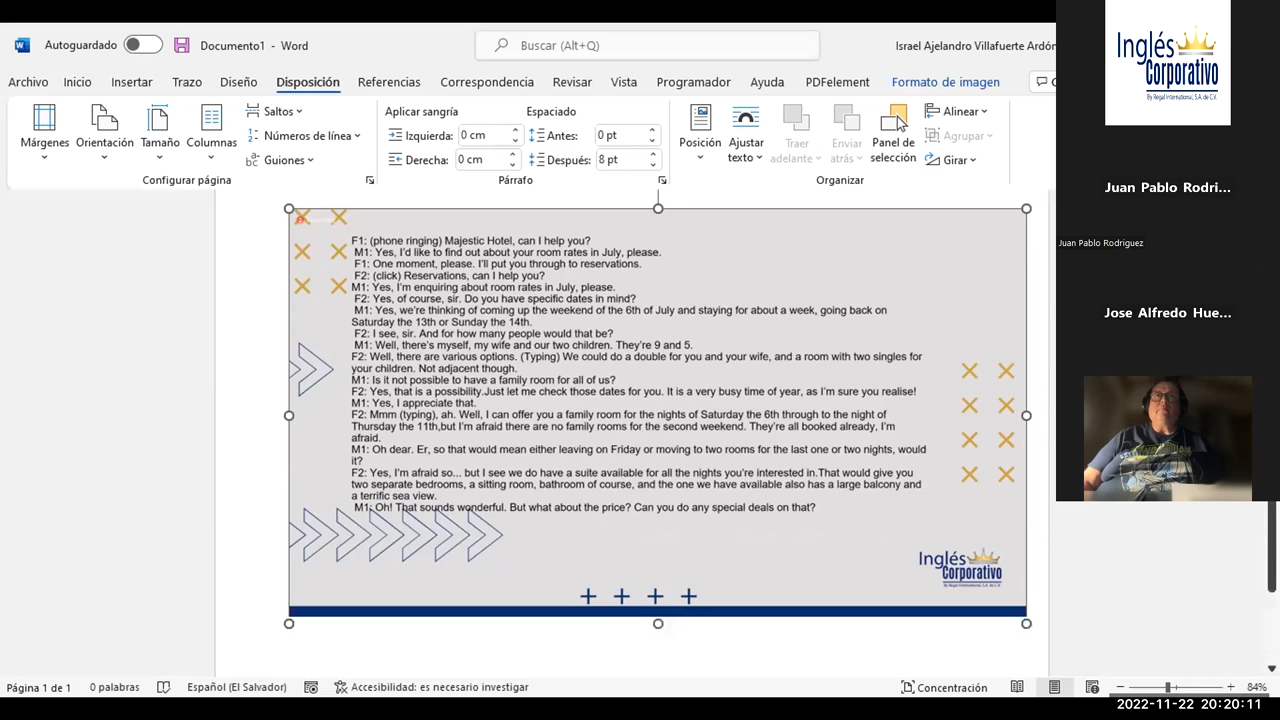 Autoguardado
Documento1 - Word
Buscar (Alt+Q)
Israel Ajelandro Villafuerte Ardón
Archivo Inicio Insertar Trazo Diseño Disposición Referencias Correspondencia Revisar Vista Programador Ayuda PDFelement Formato de imagen
Márgenes
Orientación
Tamaño
Columnas
Saltos
Números de línea
Guiones
Configurar página
Aplicar sangría
Izquierda: 0 cm
Derecha: 0 cm
Espaciado
Antes: 0 pt
Después: 8 pt
Párrafo
Posición
Ajustar
texto
Traer
adelante
Enviar
atrás
Panel de
selección
Alinear
Agrupar
Girar
Organizar
F1: (phone ringing) Majestic Hotel, can I help you?
M1: Yes, I'd like to find out about your room rates in July, please.
F1: One moment, please. I'll put you through to reservations.
F2: (click) Reservations, can I help you?
M1: Yes, I'm enquiring about room rates in July, please.
F2: Yes, of course, sir. Do you have specific dates in mind?
M1: Yes, we're thinking of coming up the weekend of the 6th of July and staying for about a week, going back on
Saturday the 13th or Sunday the 14th.
F2: I see, sir. And for how many people would that be?
M1: Well, there's myself, my wife and our two children. They're 9 and 5.
F2: Well, there are various options. (Typing) We could do a double for you and your wife, and a room with two singles for
your children. Not adjacent though.
M1: Is it not possible to have a family room for all of us?
F2: Yes, that is a possibility.Just let me check those dates for you. It is a very busy time of year, as I'm sure you realise!
M1: Yes, I appreciate that.
F2: Mmm (typing), ah. Well, I can offer you a family room for the nights of Saturday the 6th through to the night of
Thursday the 11th,but I'm afraid there are no family rooms for the second weekend. They're all booked already, I'm
afraid.
M1: Oh dear. Er, so that would mean either leaving on Friday or moving to two rooms for the last one or two nights, would
it?
F2: Yes, I'm afraid so... but I see we do have a suite available for all the nights you're interested in.That would give you
two separate bedrooms, a sitting room, bathroom of course, and the one we have available also has a large balcony and
a terrific sea view.
M1: Oh! That sounds wonderful. But what about the price? Can you do any special deals on that?
Inglés
Corporativo
By Regal International, S.A. de C.V.
Inglés
Corporativo
By Regal International, S.A. de C.V.
Juan Pablo Rodri...
Juan Pablo Rodriguez
Jose Alfredo Hue...
Página 1 de 1
0 palabras
Español (El Salvador)
Accesibilidad: es necesario investigar
Concentración
84%
2022-11-22 20:20:11